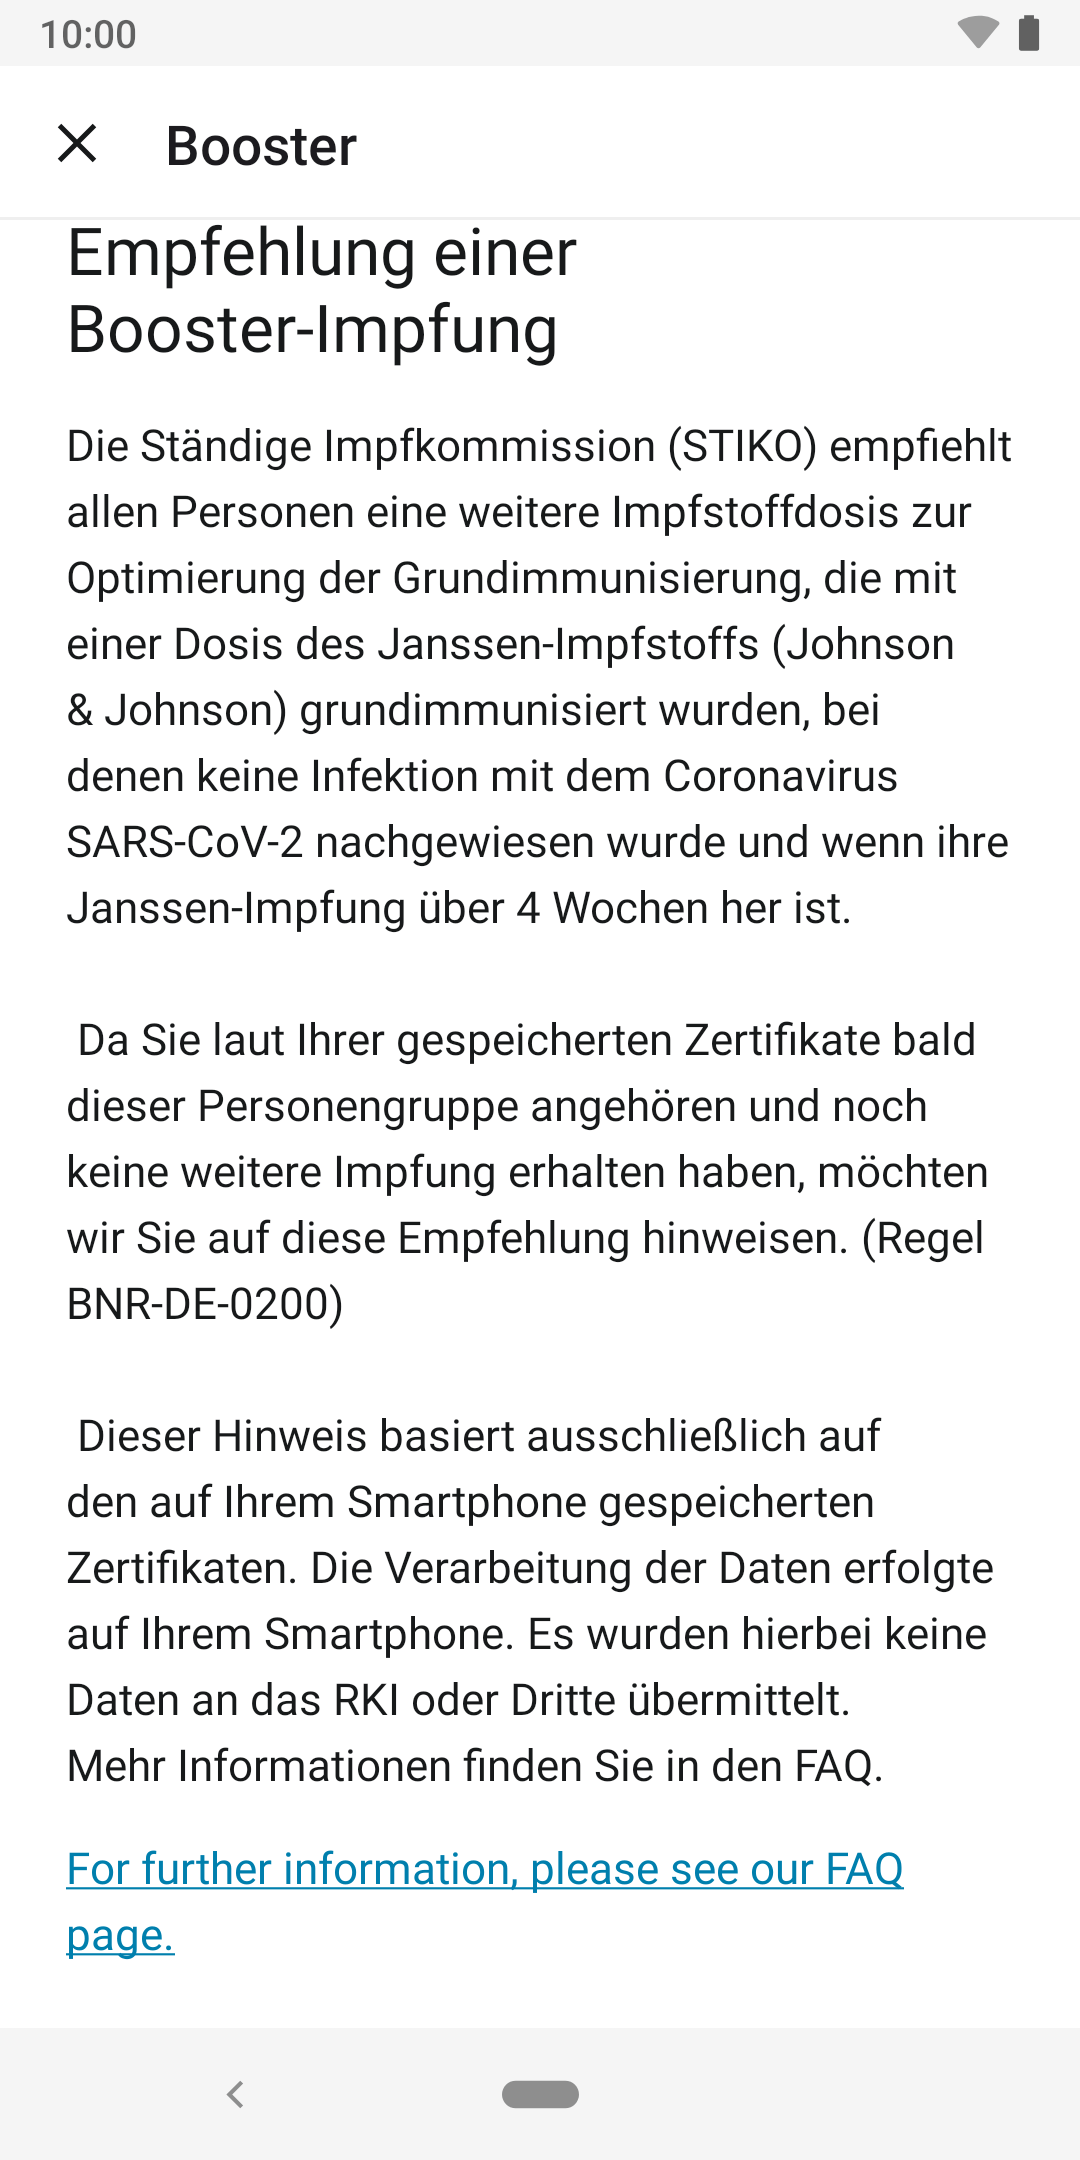 10:00
Booster
Empfehlung einer
Booster-Impfung
Die Ständige Impfkommission (STIKO) empfiehlt
allen Personen eine weitere Impfstoffdosis zur
Optimierung der Grundimmunisierung, die mit
einer Dosis des Janssen-Impfstoffs (Johnson
& Johnson) grundimmunisiert wurden, bei
denen keine Infektion mit dem Coronavirus
SARS-CoV-2 nachgewiesen wurde und wenn ihre
Janssen-Impfung über 4 Wochen her ist.
Da Sie laut Ihrer gespeicherten Zertifikate bald
dieser Personengruppe angehören und noch
keine weitere Impfung erhalten haben, möchten
wir Sie auf diese Empfehlung hinweisen. (Regel
BNR-DE-0200)
Dieser Hinweis basiert ausschließlich auf
den auf Ihrem Smartphone gespeicherten
Zertifikaten. Die Verarbeitung der Daten erfolgte
auf Ihrem Smartphone. Es wurden hierbei keine
Daten an das RKI oder Dritte übermittelt.
Mehr Informationen finden Sie in den FAQ.
For further information, please see our FAQ
page.